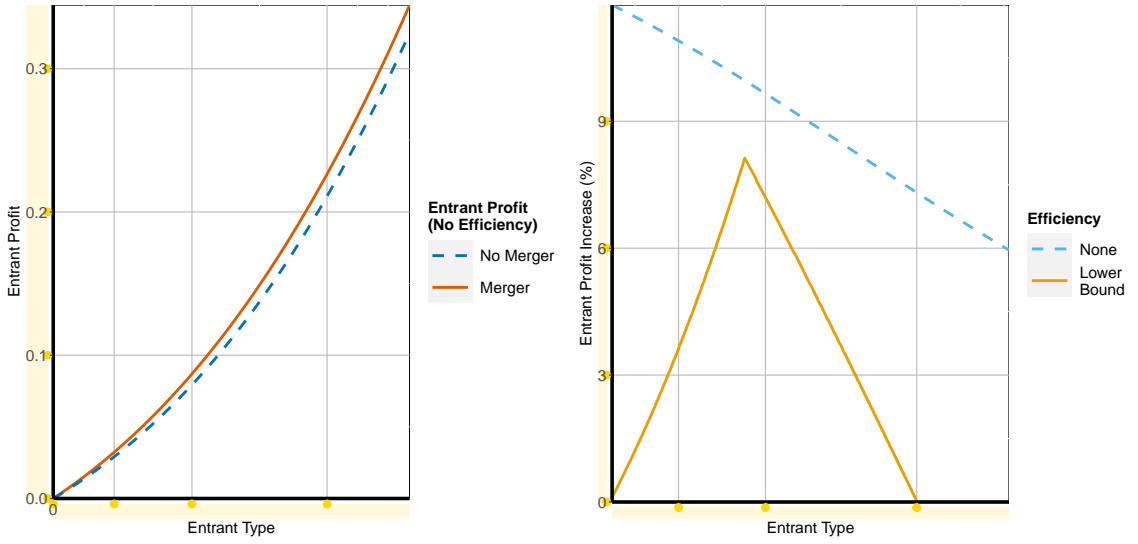 0.3
0.2
0.1
0.0
0
Entrant Profit
Entrant Type
Entrant Profit
(No Efficiency)
No Merger
Merger
9
6
3
0
Entrant Profit Increase (%)
Entrant Type
Efficiency
None
Lower
Bound